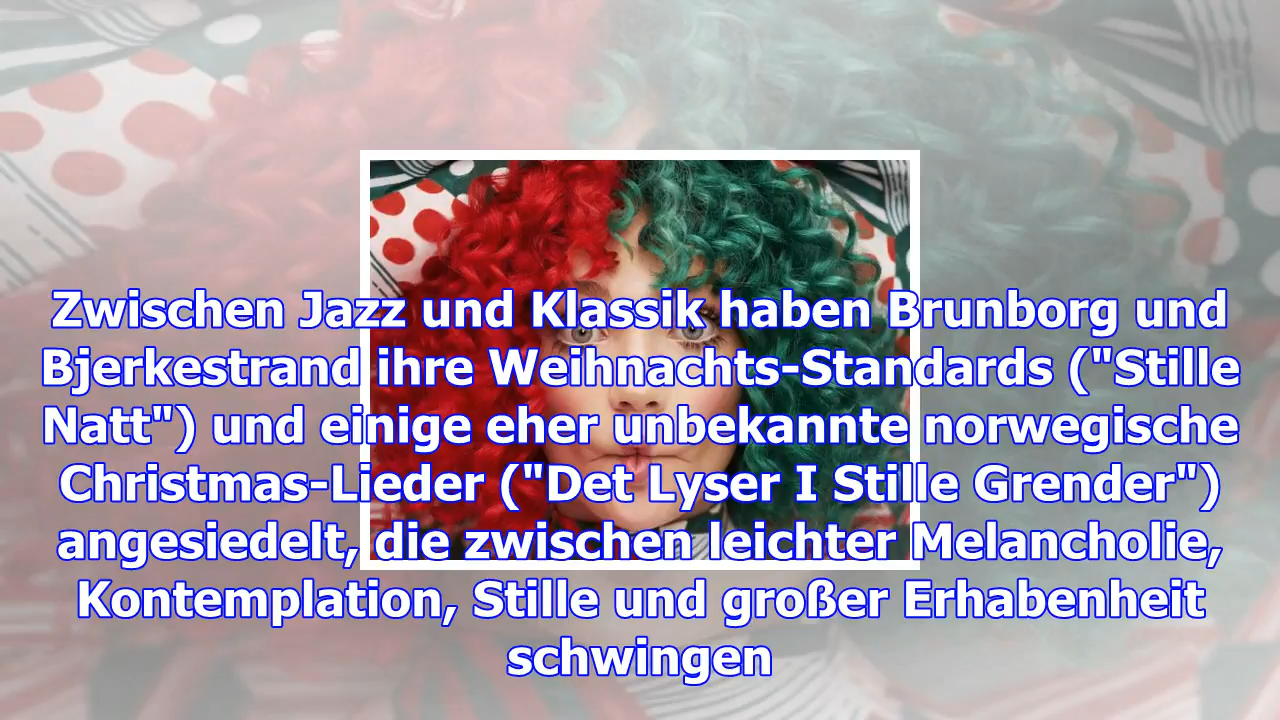 Zwischen Jazz und Klassik haben Brunborg und
Bjerkestrand ihre Weihnachts-Standards ("Stille
Natt") und einige eher unbekannte norwegische
Christmas-Lieder ("Det Lyser I Stille Grender")
angesiedelt, die zwischen leichter Melancholie,
Kontemplation, Stille und großer Erhabenheit
schwingen